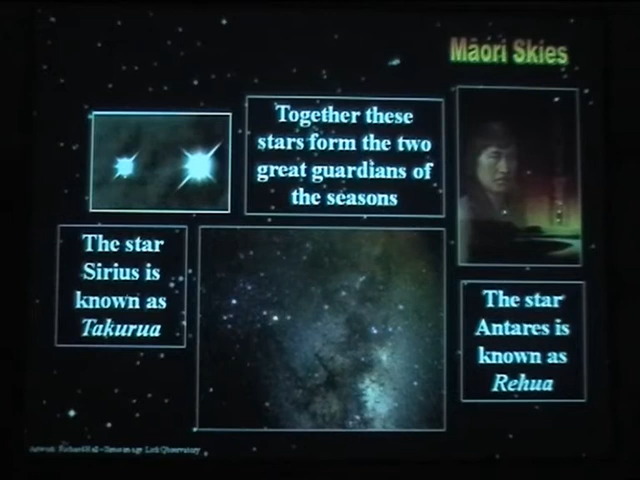 Māori Skies
Together these
stars form the two
great guardians of
the seasons
The star
Sirius is
known as
Takurua
The star
Antares is
known as
Rehua
Observatory